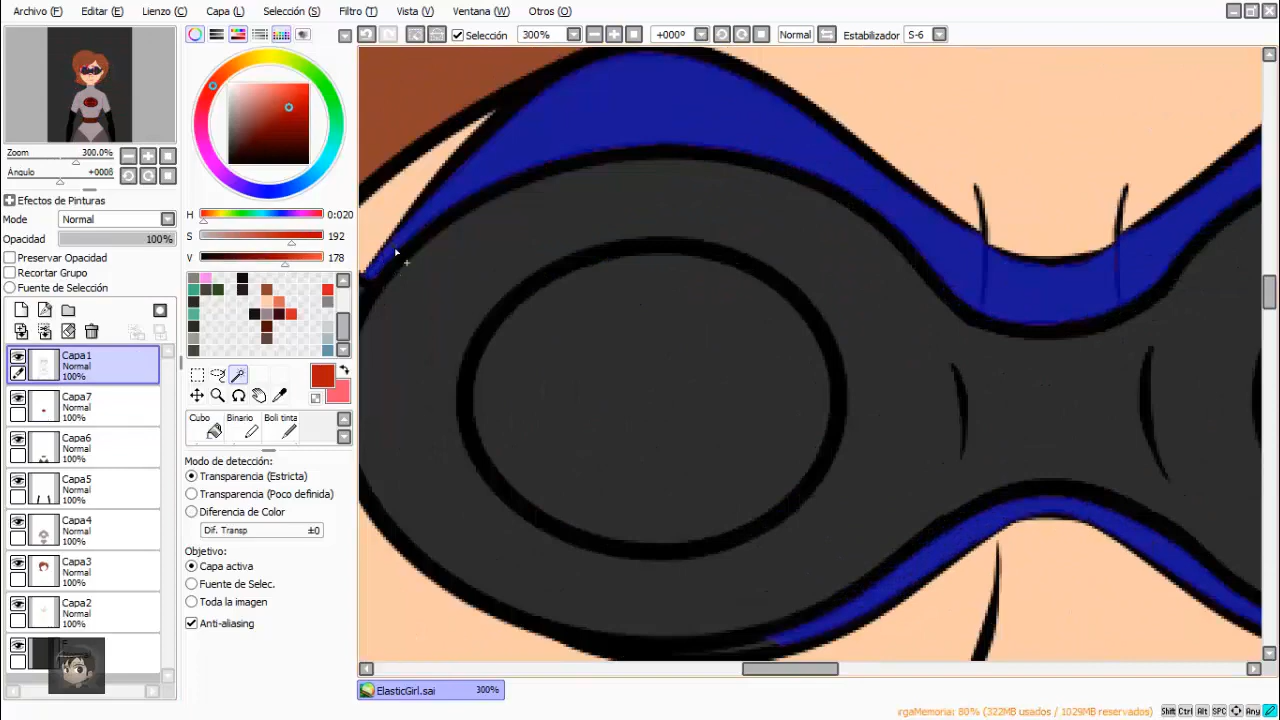 Archivo (F) Editar (E) Lienzo (C) Capa (L) Selección (S) Filtro (T) Vista (V) Ventana (W) Otros (O)
Selección 300% +000° Normal Estabilizador S-6
Zoom 300.0%
Ángulo +000ß
Efectos de Pinturas
Modo Normal
Opacidad 100%
Preservar Opacidad
Recortar Grupo
Fuente de Selección
H 0:020
S 192
V 178
Capa1
Normal
100%
Capa7
Normal
100%
Capa6
Normal
100%
Capa5
Normal
100%
Capa4
Normal
100%
Capa3
Normal
100%
Capa2
Normal
100%
Cubo Binario Boli tinta
Modo de detección:
Transparencia (Estricta)
Transparencia (Poco definida)
Diferencia de Color
Dif. Transp ±0
Objetivo:
Capa activa
Fuente de Selec.
Toda la imagen
Anti-aliasing
ElasticGirl.sai 300%
ırgaMemoria: 80% (322MB usados / 1029MB reservados)
Shift Ctrl Alt SPC Any